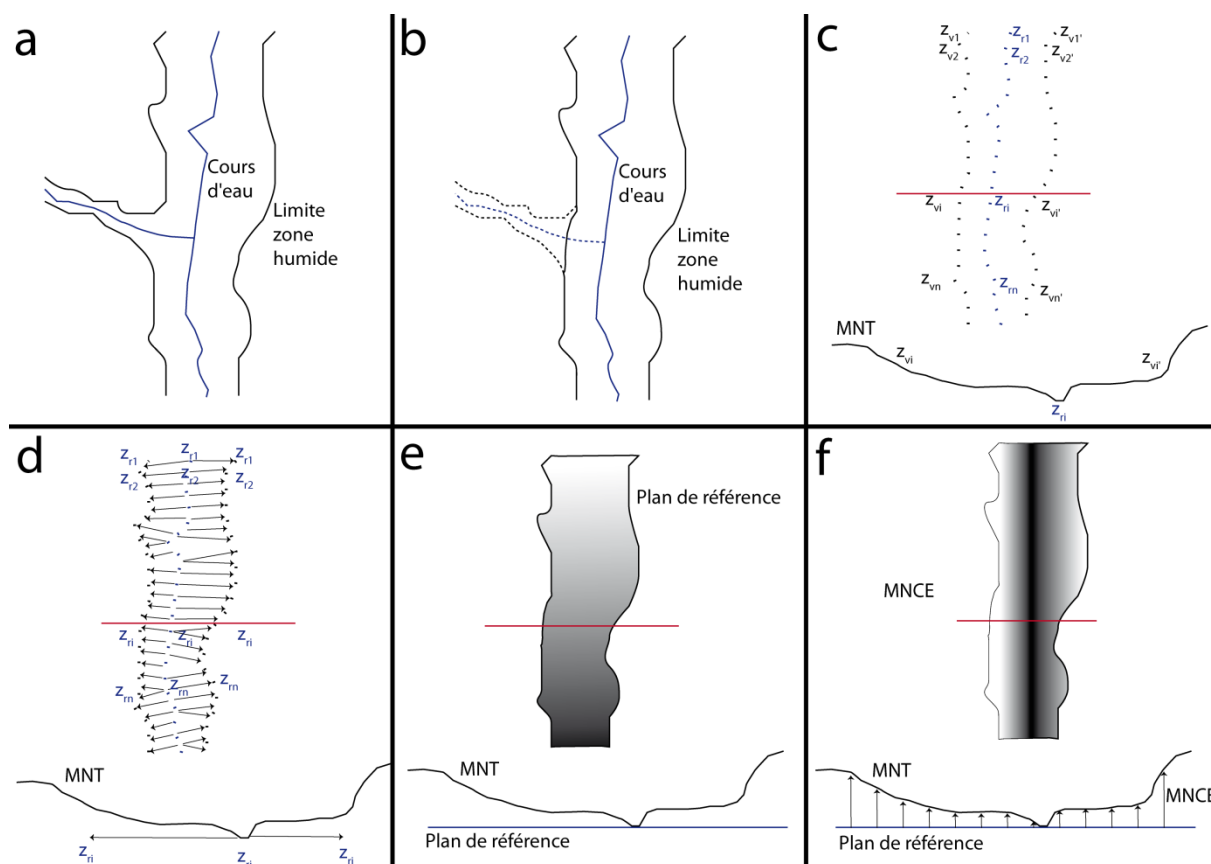 a
Cours
d'eau
Limite
zone
humide
b
Cours
d'eau
Limite
zone
humide
c
zv1 zr1 zv1'
zv2 zr2 zv2'
zvi zri zvi'
zvn zrn zvn'
MNT
zvi zvi'
zri
d
zr1 zr1 zr1
zr2 zr2 zr2
zri zri zri
zrn zrn zrn
MNT
zri zri zri
e
Plan de référence
MNT
Plan de référence
f
MNCE
MNT
MNCE
Plan de référence